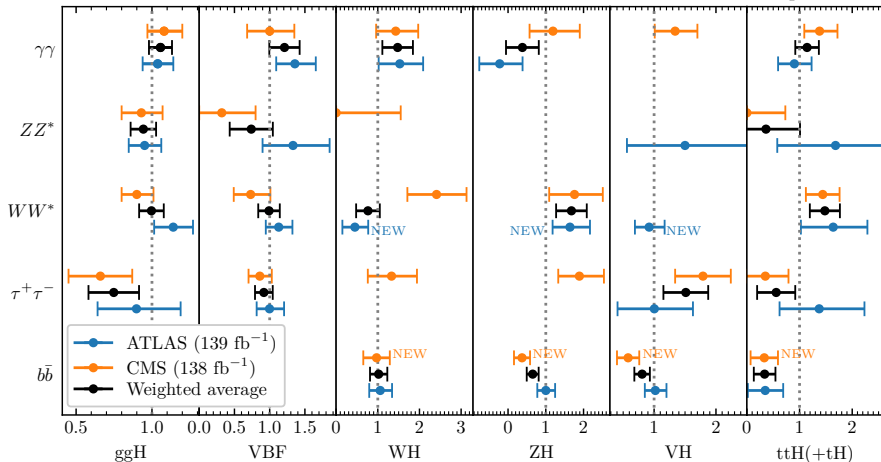 γγ
ZZ*
WW*
NEW NEW NEW
τ⁺τ⁻
ATLAS (139 fb⁻¹)
CMS (138 fb⁻¹)
Weighted average
NEW NEW NEW NEW
bb̄
0.5 1.0 0.0 0.5 1.0 1.5 0 1 2 3 0 1 2 1 2 0 1 2
ggH VBF WH ZH VH ttH(+tH)